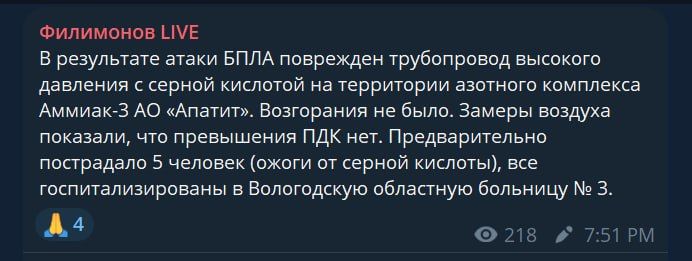 Филимонов LIVE
В результате атаки БПЛА поврежден трубопровод высокого
давления с серной кислотой на территории азотного комплекса
Аммиак-3 АО «Апатит». Возгорания не было. Замеры воздуха
показали, что превышения ПДК нет. Предварительно
пострадало 5 человек (ожоги от серной кислоты), все
госпитализированы в Вологодскую областную больницу № 3.
🙏 4
218 7:51 PM